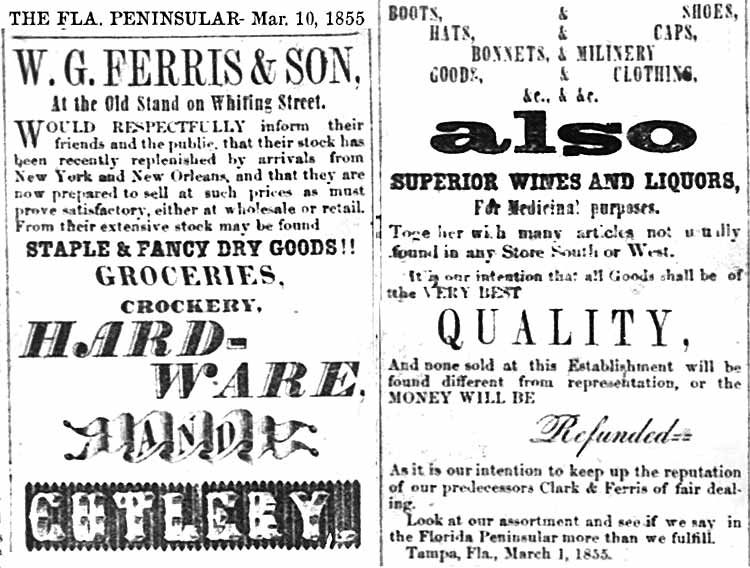 THE FLA. PENINSULAR- Mar. 10, 1855
W. G. FERRIS & SON,
At the Old Stand on Whiting Street.
WOULD RESPECTFULLY inform their
friends and the public, that their stock has
been recently replenished by arrivals from
New York and New Orleans, and that they are
now prepared to sell at such prices as must
prove satisfactory, either at wholesale or retail.
From their extensive stock may be found
STAPLE & FANCY DRY GOODS!!
GROCERIES,
CROCKERY,
HARD-
WARE,
AND
CUTLERY,
BOOTS, & SHOES,
HATS, & CAPS,
BONNETS, & MILINERY
GOODS, & CLOTHING,
&c., & &c.
also
SUPERIOR WINES AND LIQUORS,
For Medicinal purposes.
Toge her with many articles not u ually
found in any Store South or West.
It is our intention that all Goods shall be of
tthe VERY BEST
QUALITY,
And none sold at this Establishment will be
found different from representation, or the
MONEY WILL BE
Refunded==
As it is our intention to keep up the reputation
of our predecessors Clark & Ferris of fair deal-
ing.
Look at our assortment and see if we say in
the Florida Peninsular more than we fulfill.
Tampa, Fla., March 1, 1855.